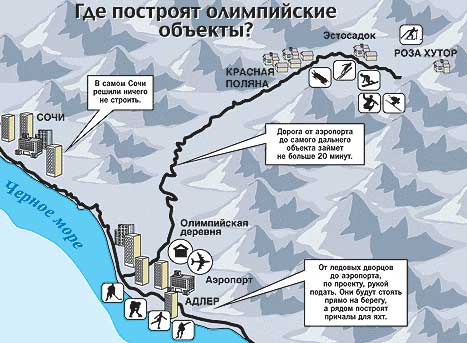 Где построят олимпийские
объекты?
Эстосадок
РОЗА ХУТОР
КРАСНАЯ
ПОЛЯНА
В самом Сочи
решили ничего
не строить.
СОЧИ
Дорога от аэропорта
до самого дальнего
объекта займет
не больше 20 минут.
Черное море
Олимпийская
деревня
Аэропорт
АДЛЕР
От ледовых дворцов
до аэропорта,
по проекту, рукой
подать. Они будут стоять
прямо на берегу,
а рядом построят
причалы для яхт.